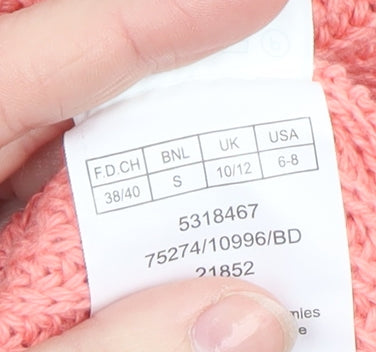 F.D.CH BNL UK USA
38/40 S 10/12 6-8
5318467
75274/10996/BD
21852